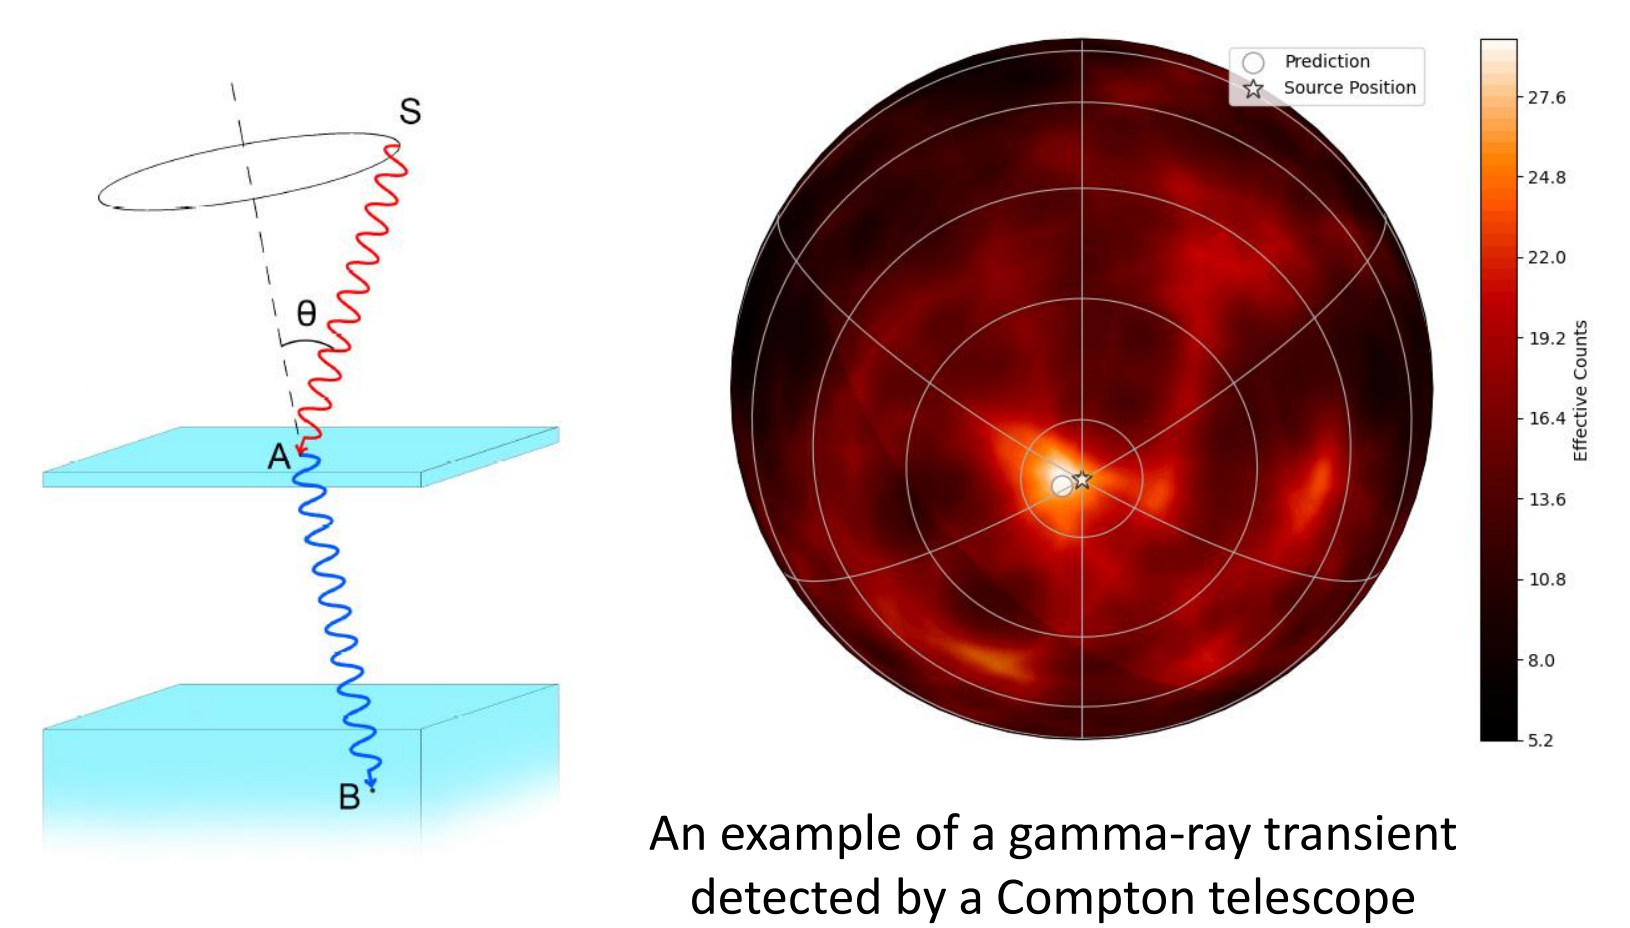 S
θ
A
B
Prediction
Source Position
27.6
24.8
22.0
19.2
16.4
13.6
10.8
8.0
5.2
Effective Counts
An example of a gamma-ray transient
detected by a Compton telescope